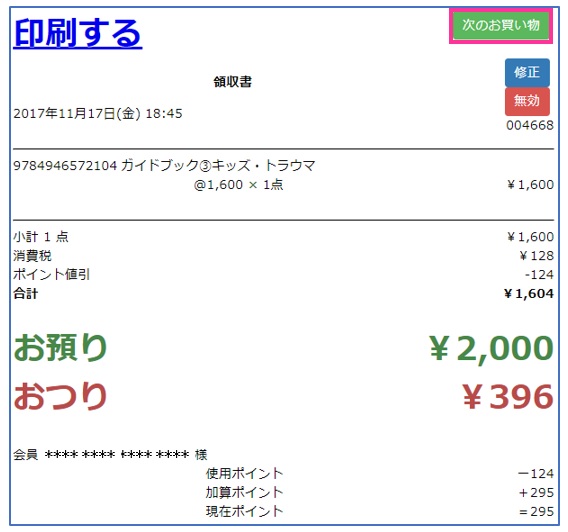 印刷する
次のお買い物
修正
領収書
無効
2017年11月17日(金) 18:45
004668
9784946572104 ガイドブック③キッズ・トラウマ
@1,600 × 1点 ¥1,600
小計 1 点 ¥1,600
消費税 ¥128
ポイント値引 -124
合計 ¥1,604
お預り ¥2,000
おつり ¥396
会員 **** **** **** **** 様
使用ポイント −124
加算ポイント +295
現在ポイント =295